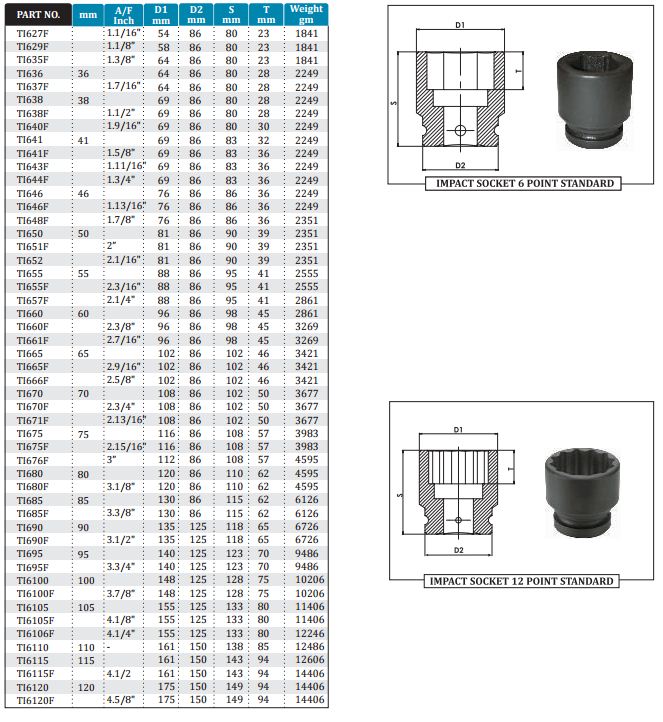 PART NO. mm A/F Inch D1 mm D2 mm S mm T mm Weight gm
TI627F 1.1/16" 54 86 80 23 1841
TI629F 1.1/8" 58 86 80 23 1841
TI635F 1.3/8" 64 86 80 23 1841
TI636 36 64 86 80 28 2249
TI637F 1.7/16" 64 86 80 28 2249
TI638 38 69 86 80 28 2249
TI638F 1.1/2" 69 86 80 28 2249
TI640F 1.9/16" 69 86 80 30 2249
TI641 41 69 86 83 32 2249
TI641F 1.5/8" 69 86 83 36 2249
TI643F 1.11/16" 69 86 83 36 2249
TI644F 1.3/4" 69 86 83 36 2249
TI646 46 76 86 86 36 2249
TI646F 1.13/16" 76 86 86 36 2249
TI648F 1.7/8" 76 86 86 36 2351
TI650 50 81 86 90 39 2351
TI651F 2" 81 86 90 39 2351
TI652 2.1/16" 81 86 90 39 2351
TI655 55 88 86 95 41 2555
TI655F 2.3/16" 88 86 95 41 2555
TI657F 2.1/4" 88 86 95 41 2861
TI660 60 96 86 98 45 2861
TI660F 2.3/8" 96 86 98 45 3269
TI661F 2.7/16" 96 86 98 45 3269
TI665 65 102 86 102 46 3421
TI665F 2.9/16" 102 86 102 46 3421
TI666F 2.5/8" 102 86 102 46 3421
TI670 70 108 86 102 50 3677
TI670F 2.3/4" 108 86 102 50 3677
TI671F 2.13/16" 108 86 102 50 3677
TI675 75 116 86 108 57 3983
TI675F 2.15/16" 116 86 108 57 3983
TI676F 3" 112 86 108 57 4595
TI680 80 120 86 110 62 4595
TI680F 3.1/8" 120 86 110 62 4595
TI685 85 130 86 115 62 6126
TI685F 3.3/8" 130 86 115 62 6126
TI690 90 135 125 118 65 6726
TI690F 3.1/2" 135 125 118 65 6726
TI695 95 140 125 123 70 9486
TI695F 3.3/4" 140 125 123 70 9486
TI6100 100 148 125 128 75 10206
TI6100F 3.7/8" 148 125 128 75 10206
TI6105 105 155 125 133 80 11406
TI6105F 4.1/8" 155 125 133 80 11406
TI6106F 4.1/4" 155 125 133 80 12246
TI6110 110 - 161 150 138 85 12486
TI6115 115 161 150 143 94 12606
TI6115F 4.1/2 161 150 143 94 14406
TI6120 120 175 150 149 94 14406
TI6120F 4.5/8" 175 150 149 94 14406
D1
S
T
D2
IMPACT SOCKET 6 POINT STANDARD
D1
S
T
D2
IMPACT SOCKET 12 POINT STANDARD